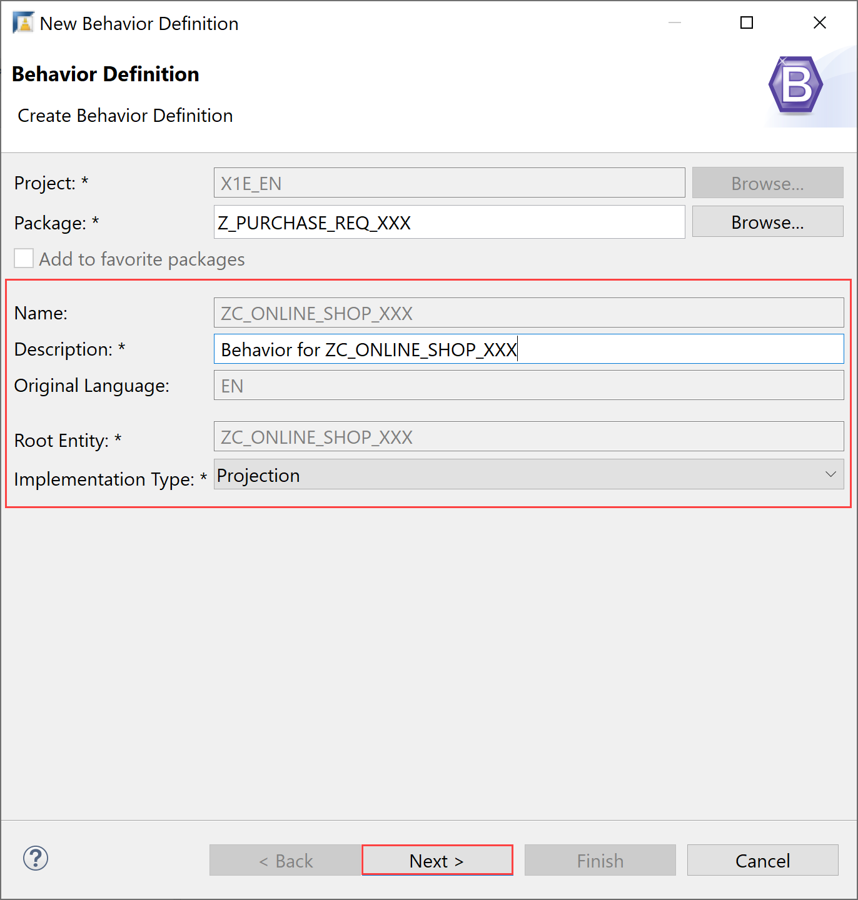 New Behavior Definition
Behavior Definition
B
Create Behavior Definition
Project: * X1E_EN Browse...
Package: * Z_PURCHASE_REQ_XXX Browse...
Add to favorite packages
Name: ZC_ONLINE_SHOP_XXX
Description: * Behavior for ZC_ONLINE_SHOP_XXX
Original Language: EN
Root Entity: * ZC_ONLINE_SHOP_XXX
Implementation Type: * Projection
? < Back Next > Finish Cancel